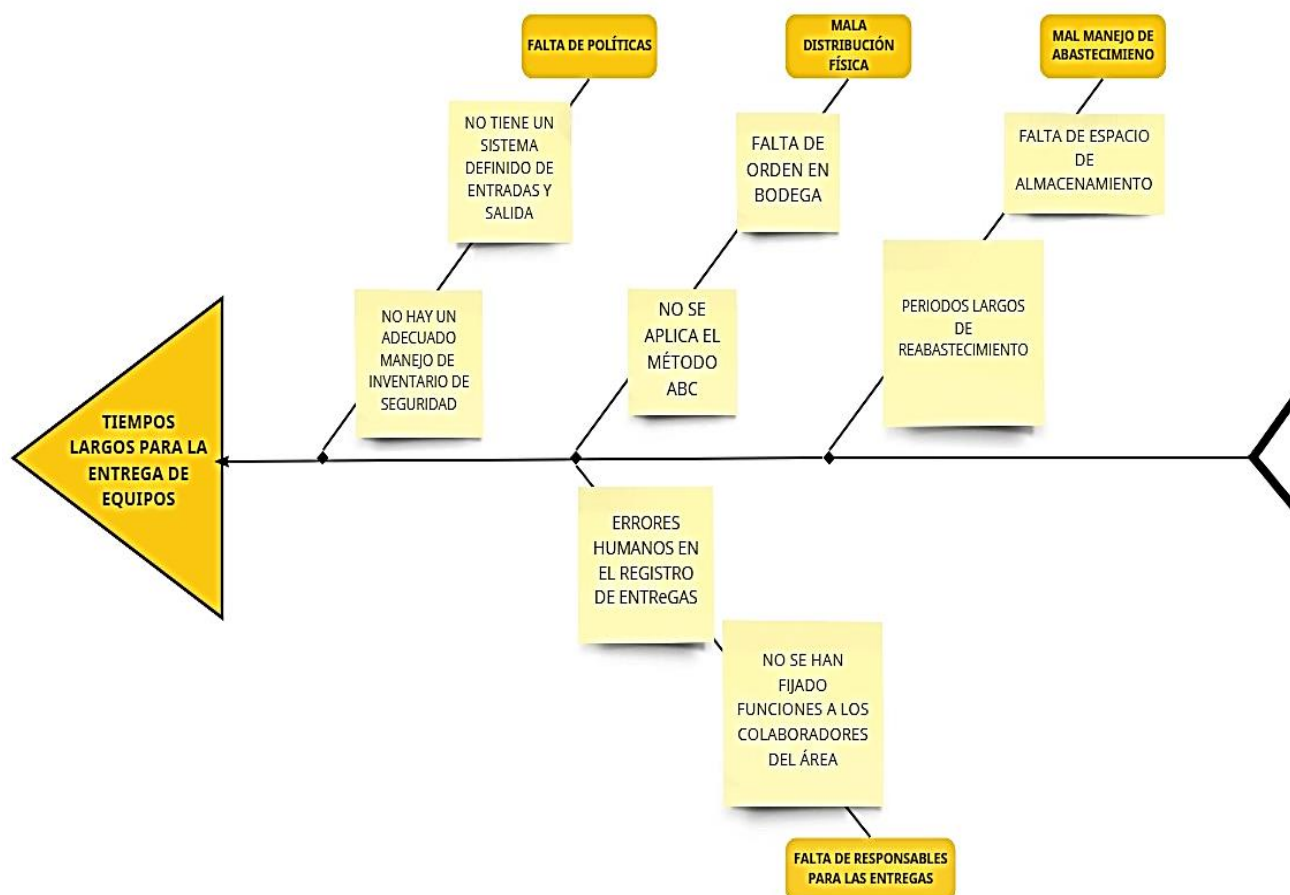 FALTA DE POLÍTICAS
MALA
DISTRIBUCIÓN
FÍSICA
MAL MANEJO DE
ABASTECIMIENO
NO TIENE UN
SISTEMA
DEFINIDO DE
ENTRADAS Y
SALIDA
FALTA DE
ORDEN EN
BODEGA
FALTA DE ESPACIO
DE
ALMACENAMIENTO
NO HAY UN
ADECUADO
MANEJO DE
INVENTARIO DE
SEGURIDAD
NO SE
APLICA EL
MÉTODO
ABC
PERIODOS LARGOS
DE
REABASTECIMIENTO
TIEMPOS
LARGOS PARA LA
ENTREGA DE
EQUIPOS
ERRORES
HUMANOS EN
EL REGISTRO
DE ENTReGAS
NO SE HAN
FIJADO
FUNCIONES A LOS
COLABORADORES
DEL ÁREA
FALTA DE RESPONSABLES
PARA LAS ENTREGAS